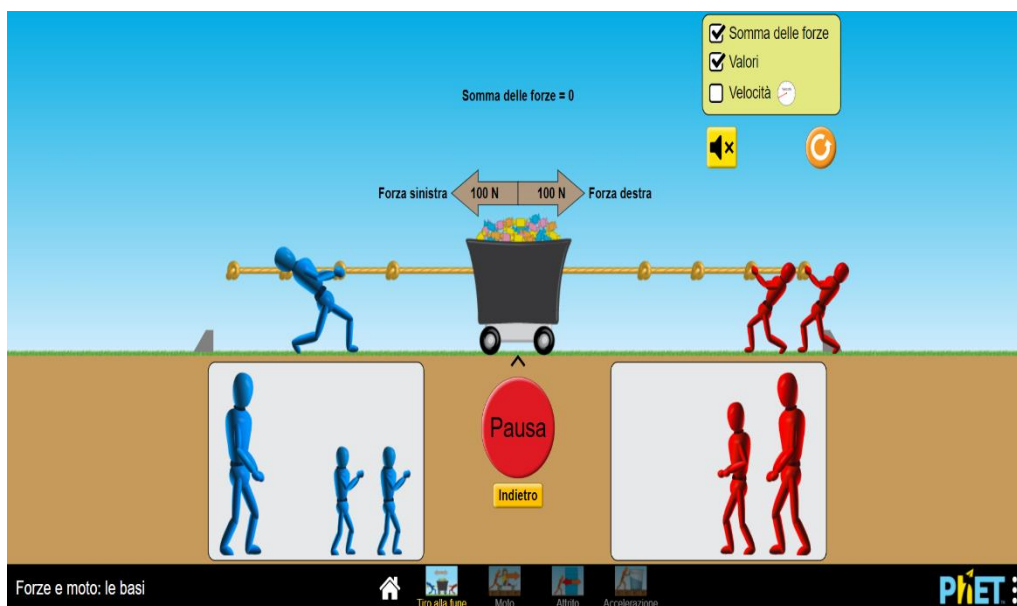 Somma delle forze
Valori
Velocità
Somma delle forze = 0
Forza sinistra 100 N 100 N Forza destra
Pausa
Indietro
Forze e moto: le basi
Tiro alla fune Moto Attrito Accelerazione
PhET